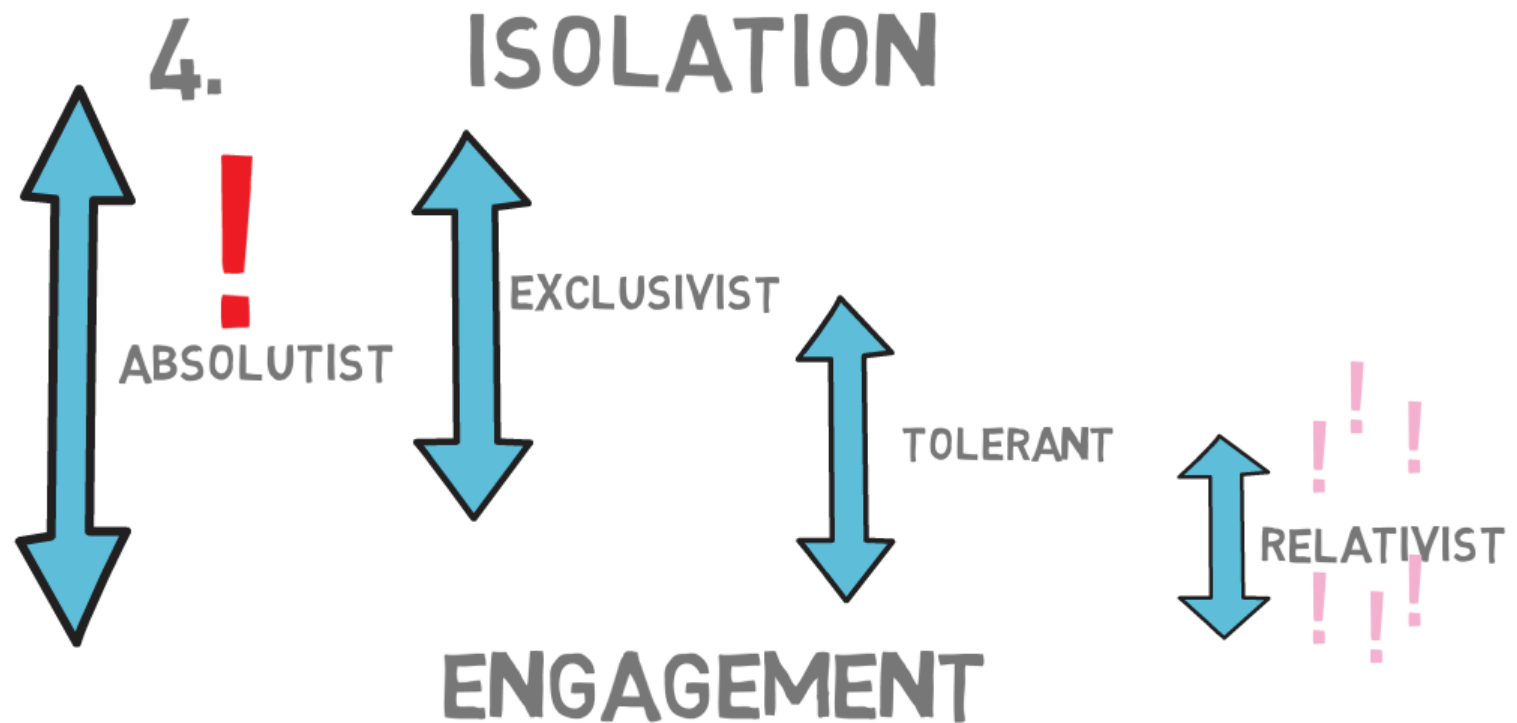 4. ISOLATION
!
ABSOLUTIST
EXCLUSIVIST
TOLERANT
! ! !
RELATIVIST
! ! !
ENGAGEMENT